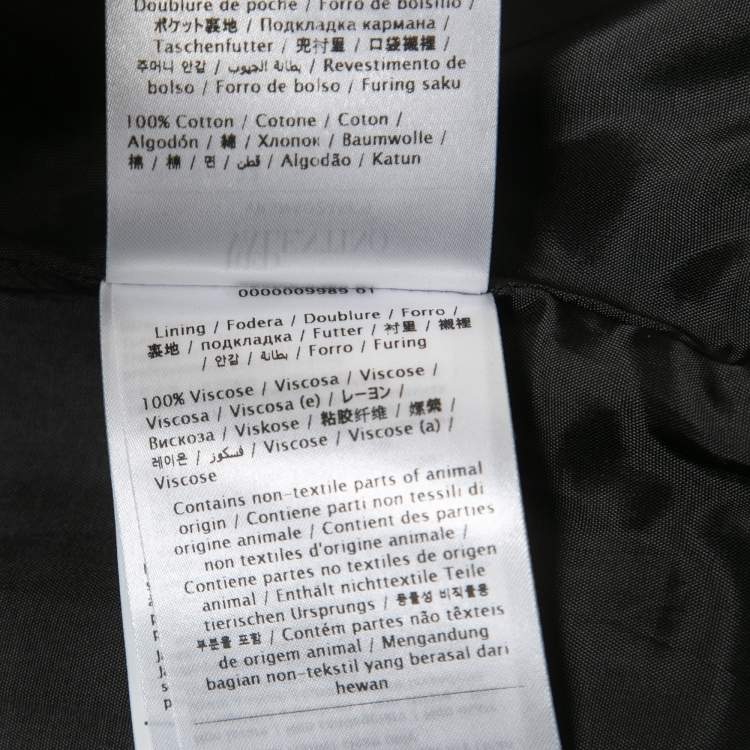 Doublure de poche / Forro de bolsillo /
ポケット裏地 / Подкладка кармана /
Taschenfutter / 兜衬里 / 口袋襯裡 /
주머니 안감 / بطانة الجيوب / Revestimento de
bolso / Forro de bolso / Furing saku
100% Cotton / Cotone / Coton /
Algodón / 綿 / Хлопок / Baumwolle /
棉 / 棉 / 면 / قطن / Algodão / Katun
0000009989 01
Lining / Fodera / Doublure / Forro /
裏地 / подкладка / Futter / 衬里 / 襯裡
/ 안감 / بطانة / Forro / Furing
100% Viscose / Viscosa / Viscose /
Viscosa / Viscosa (e) / レーヨン /
Вискоза / Viskose / 粘胶纤维 / 嫘縈 /
레이온 / فسكوز / Viscose / Viscose (a) /
Viscose
Contains non-textile parts of animal
origin / Contiene parti non tessili di
origine animale / Contient des parties
non textiles d'origine animale /
Contiene partes no textiles de origen
animal / Enthält nichttextile Teile
tierischen Ursprungs / 동물성 비직물용
부분을 포함 / Contém partes não têxteis
de origem animal / Mengandung
bagian non-tekstil yang berasal dari
hewan